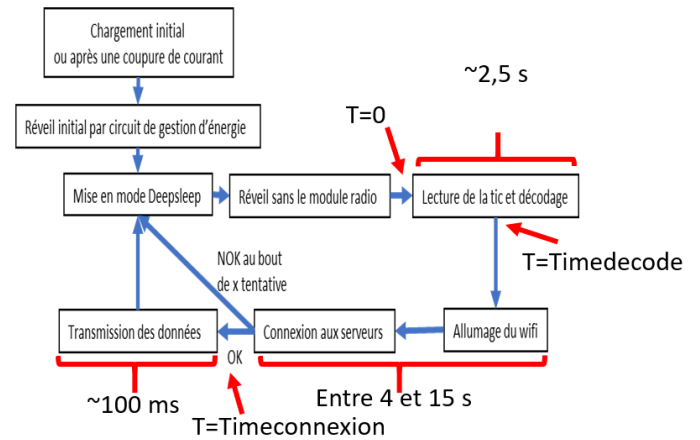 Chargement initial
ou après une coupure de courant
~2,5 s
Réveil initial par circuit de gestion d'énergie
T=0
Mise en mode Deepsleep
Réveil sans le module radio
Lecture de la tic et décodage
T=Timedecode
NOK au bout
de x tentative
Transmission des données
OK
Connexion aux serveurs
Allumage du wifi
~100 ms
Entre 4 et 15 s
T=Timeconnexion